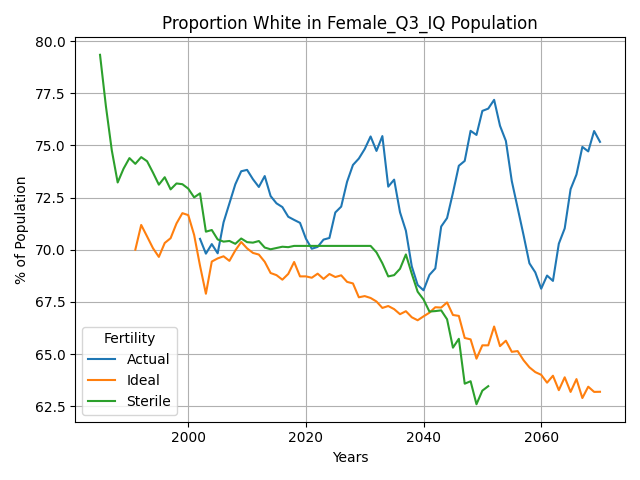 Proportion White in Female_Q3_IQ Population
% of Population
80.0
77.5
75.0
72.5
70.0
67.5
65.0
62.5
Fertility
Actual
Ideal
Sterile
2000
2020
2040
2060
Years